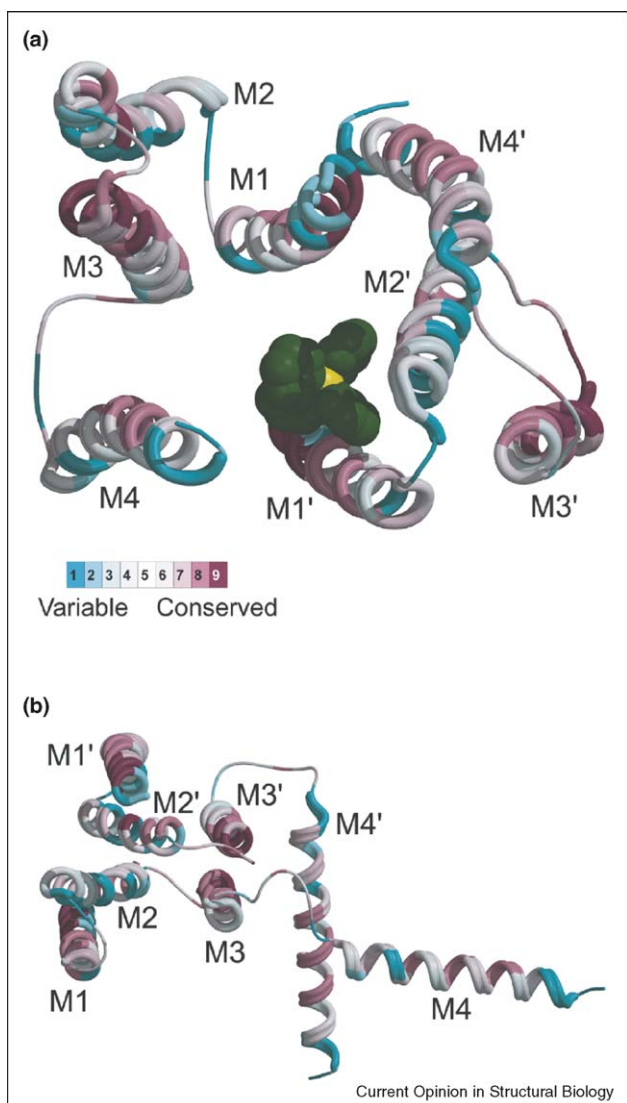 (a)
M2
M4'
M1
M3
M2'
M4
M1'
M3'
1 2 3 4 5 6 7 8 9
Variable Conserved
(b)
M1'
M2'
M3'
M4'
M2
M3
M1
M4
Current Opinion in Structural Biology